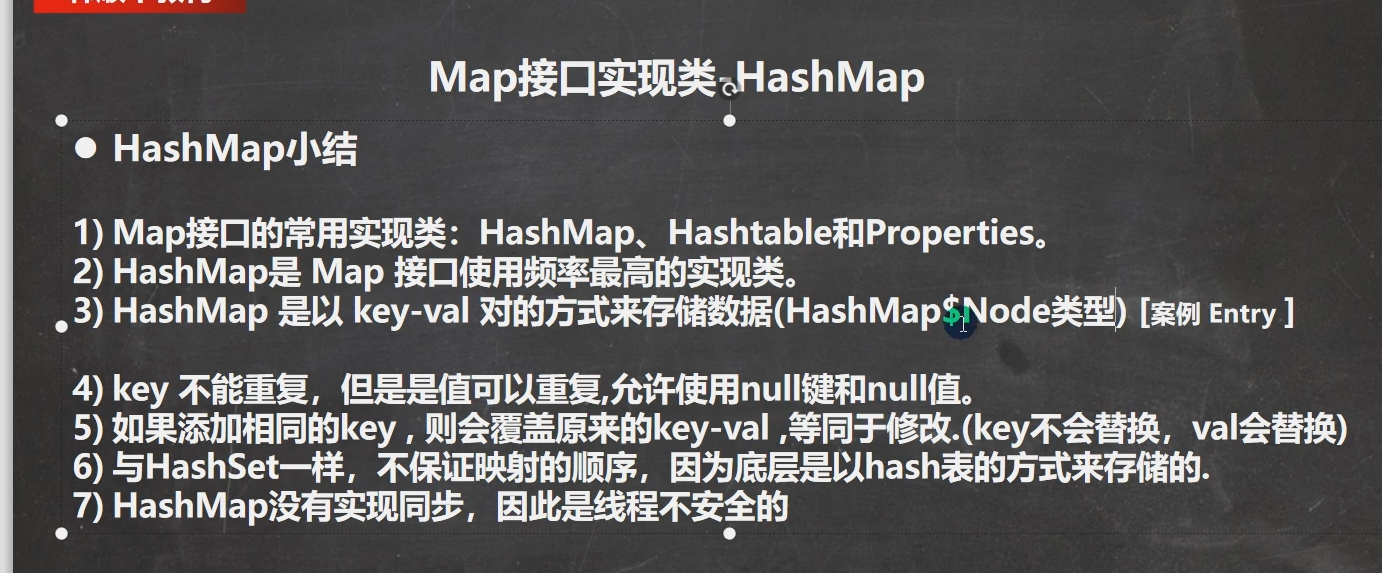 Map接口实现类-HashMap
● HashMap小结
1) Map接口的常用实现类：HashMap、Hashtable和Properties。
2) HashMap是 Map 接口使用频率最高的实现类。
3) HashMap 是以 key-val 对的方式来存储数据(HashMap$Node类型) [案例 Entry ]
4) key 不能重复，但是是值可以重复,允许使用null键和null值。
5) 如果添加相同的key , 则会覆盖原来的key-val ,等同于修改.(key不会替换，val会替换)
6) 与HashSet一样，不保证映射的顺序，因为底层是以hash表的方式来存储的.
7) HashMap没有实现同步，因此是线程不安全的